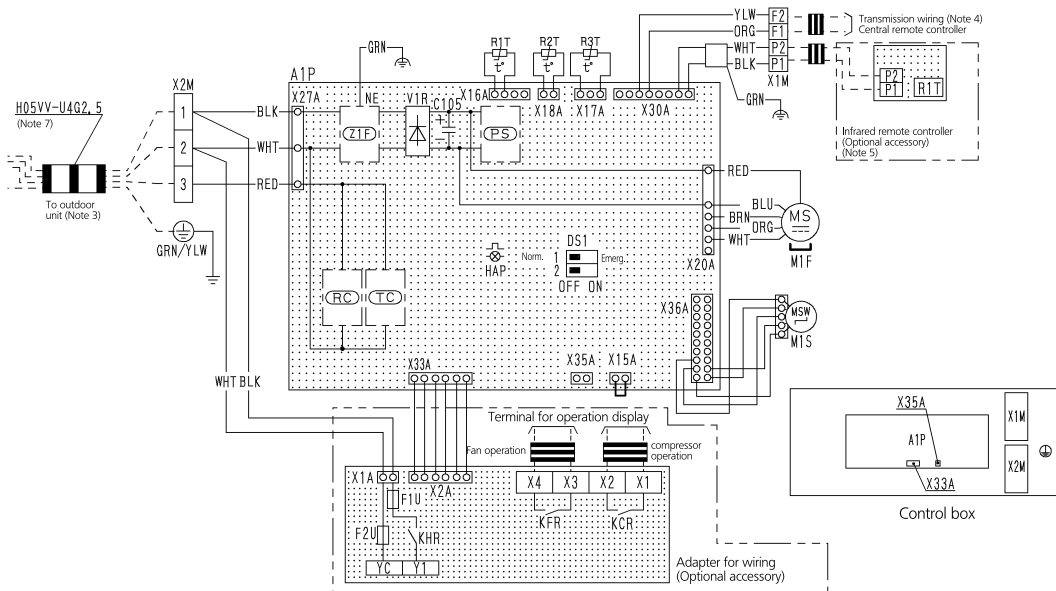 YLW F2
ORG F1
WHT P2
BLK P1
X1M
Transmission wiring (Note 4)
Central remote controller
GRN
GRN
R1T R2T R3T
t° t° t°
P2
P1 R1T
Infrared remote controller
(Optional accessory)
(Note 5)
X2M
H05VV-U4G2,5
(Note 7)
1
2
3
To outdoor
unit (Note 3)
GRN/YLW
A1P
X27A
BLK
WHT
RED
NE
Z1F
V1R
C105
+
−
PS
X16A X18A X17A X30A
RED
BLU
BRN
ORG
WHT
MS
M1F
X20A
HAP
DS1
Norm. 1 Emerg.
2
OFF ON
RC TC
X36A
MSW
M1S
X33A X35A X15A
WHT BLK
Terminal for operation display
Fan operation
compressor
operation
X1A X2A
X4 X3 X2 X1
F1U
F2U
KHR
KFR KCR
YC Y1
Adapter for wiring
(Optional accessory)
X35A
A1P
X33A
X1M
X2M
Control box